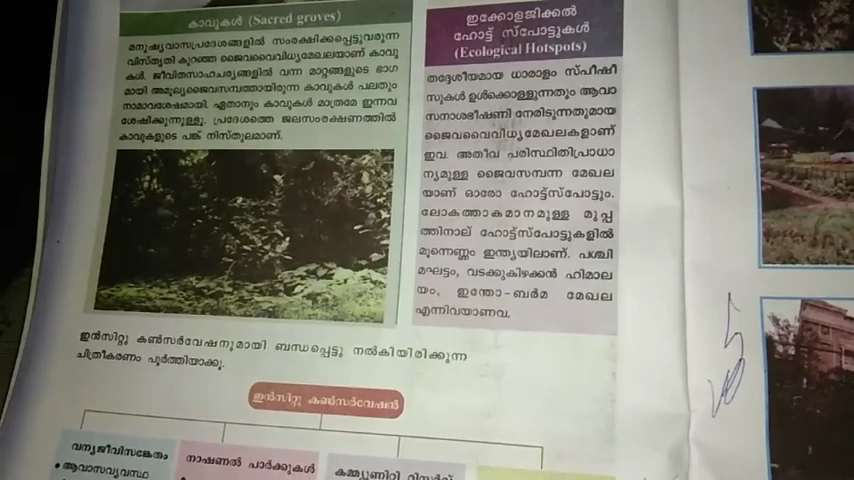 കാവുകൾ (Sacred groves)
മനുഷ്യവാസപ്രദേശങ്ങളിൽ സംരക്ഷിക്കപ്പെട്ടുവരുന്ന
വിസ്തൃതി കുറഞ്ഞ ജൈവവൈവിധ്യമേഖലയാണ് കാവു
കൾ. ജീവിതസാഹചര്യങ്ങളിൽ വന്ന മാറ്റങ്ങളുടെ ഭാഗ
മായി അമൂല്യജൈവസമ്പത്തായിരുന്ന കാവുകൾ പലതും
നാമാവശേഷമായി. ഏതാനും കാവുകൾ മാത്രമേ ഇന്നവ
ശേഷിക്കുന്നുള്ളൂ. പ്രദേശത്തെ ജലസംരക്ഷണത്തിൽ
കാവുകളുടെ പങ്ക് നിസ്തുലമാണ്.
ഇക്കോളജിക്കൽ
ഹോട്ട് സ്പോട്ടുകൾ
(Ecological Hotspots)
തദ്ദേശീയമായ ധാരാളം സ്പീഷീ
സുകൾ ഉൾക്കൊള്ളുന്നതും ആവാ
സനാശഭീഷണി നേരിടുന്നതുമായ
ജൈവവൈവിധ്യമേഖലകളാണ്
ഇവ. അതീവ പരിസ്ഥിതിപ്രാധാ
ന്യമുള്ള ജൈവസമ്പന്ന മേഖല
യാണ് ഓരോ ഹോട്ട്സ്പോട്ടും.
ലോകത്താകമാനമുള്ള മുപ്പ
ത്തിനാല് ഹോട്ട്സ്പോട്ടുകളിൽ
മൂന്നെണ്ണം ഇന്ത്യയിലാണ്. പശ്ചി
മഘട്ടം, വടക്കുകിഴക്കൻ ഹിമാല
യം, ഇന്തോ-ബർമ മേഖല
എന്നിവയാണവ.
ഇൻസിറ്റു കൺസർവേഷനുമായി ബന്ധപ്പെട്ടു നൽകിയിരിക്കുന്ന
ചിത്രീകരണം പൂർത്തിയാക്കൂ.
ഇൻസിറ്റു കൺസർവേഷൻ
വന്യജീവിസങ്കേതം
• ആവാസവ്യവസ്ഥ
നാഷണൽ പാർക്കുകൾ
കമ്മ്യൂണിറ്റി റിസർവ്